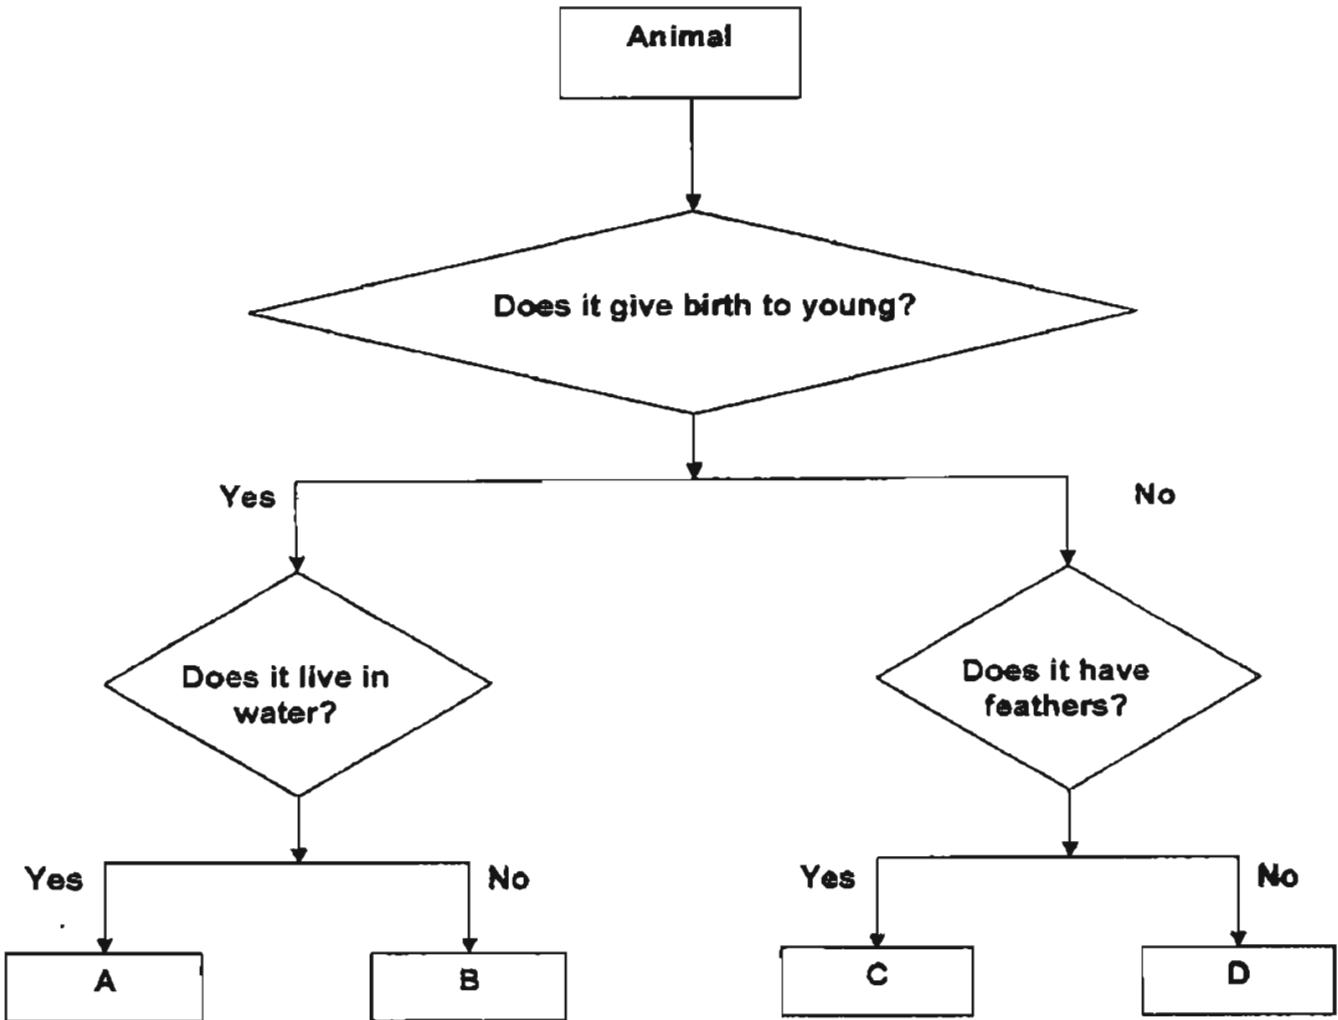 Animal
Does it give birth to young?
Yes
No
Does it live in
water?
Does it have
feathers?
Yes
No
Yes
No
A
B
C
D